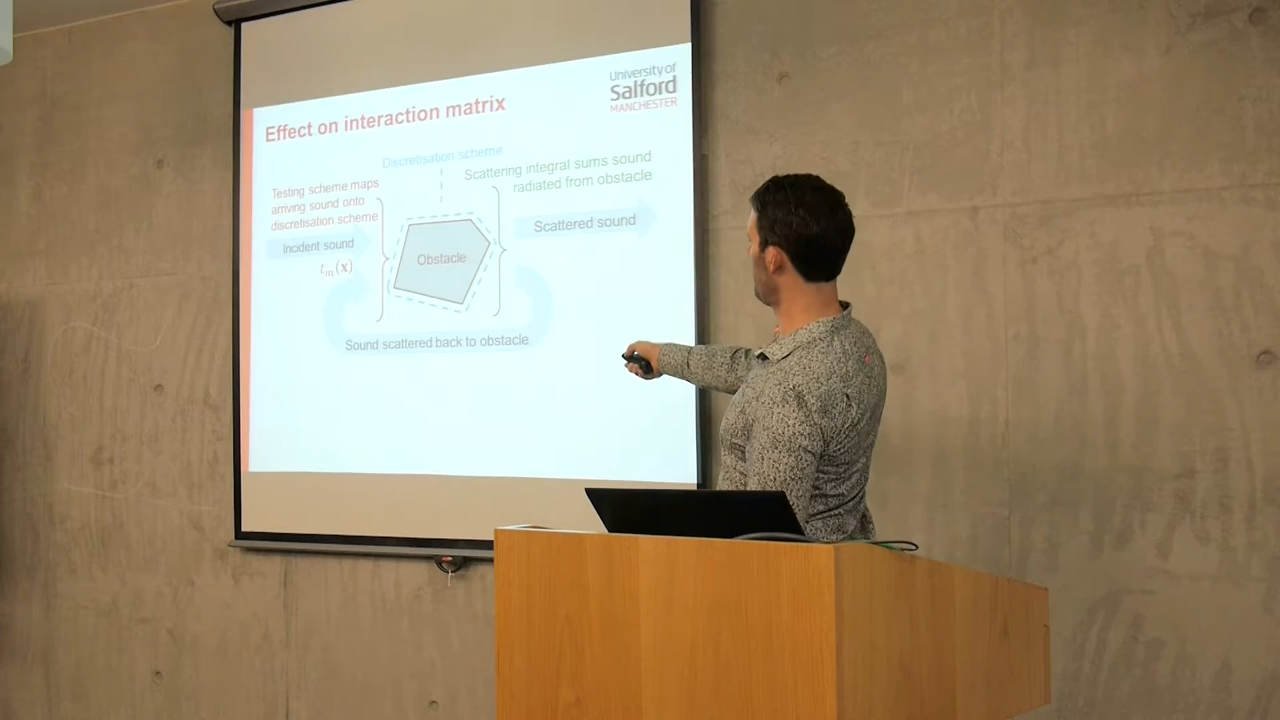 University of
Salford
MANCHESTER
Effect on interaction matrix
Discretisation scheme
Scattering integral sums sound
radiated from obstacle
Testing scheme maps
arriving sound onto
discretisation scheme
Incident sound
tₘ(x)
Obstacle
Scattered sound
Sound scattered back to obstacle